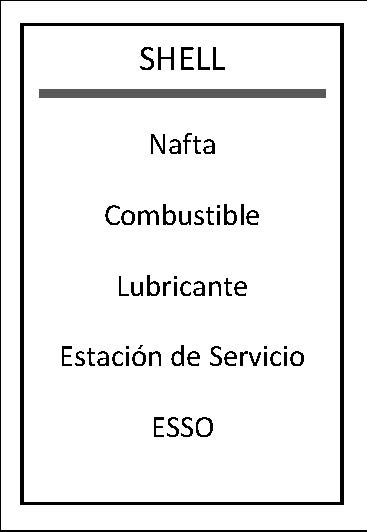 SHELL
Nafta
Combustible
Lubricante
Estación de Servicio
ESSO